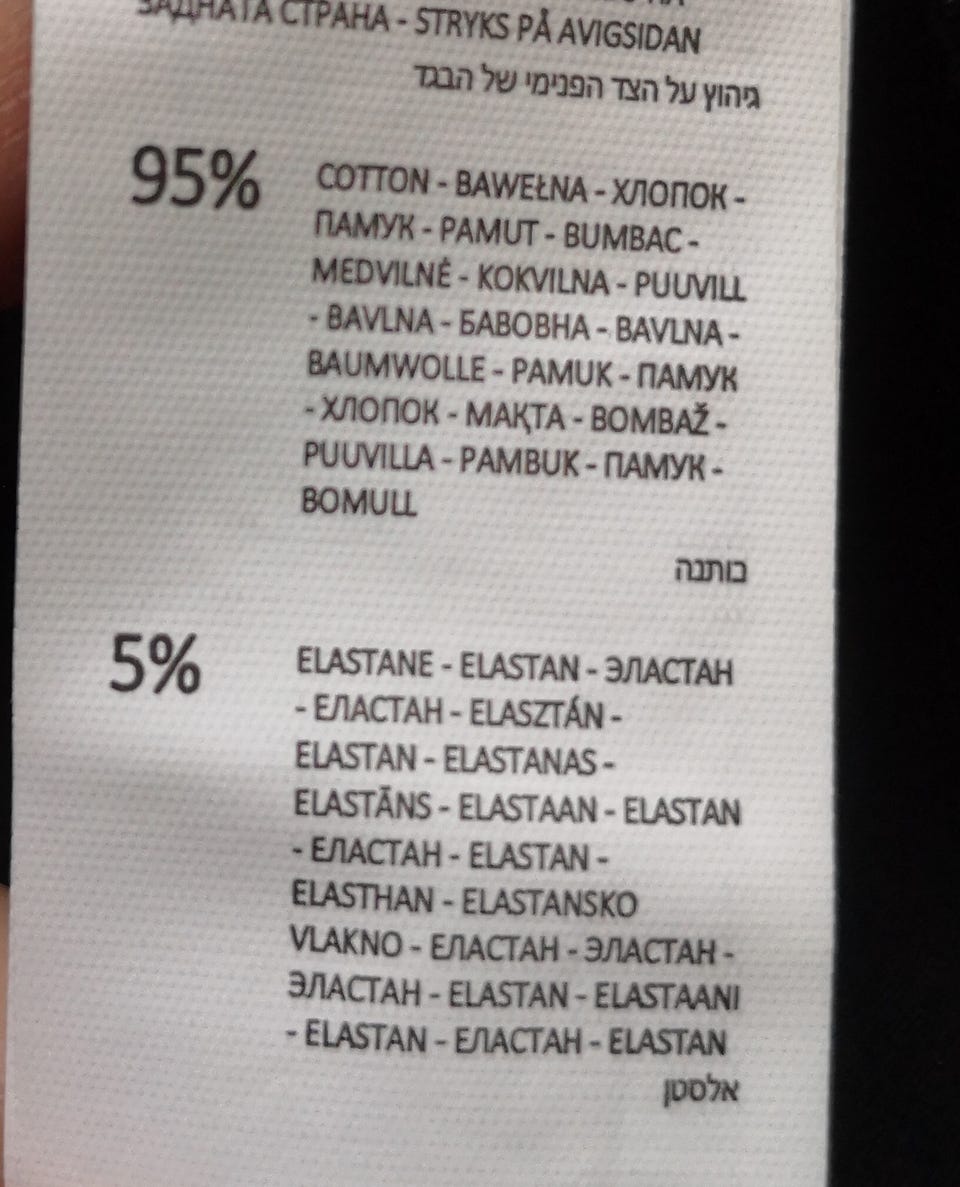 ЗАДНАТА СТРАНА - STRYKS PÅ AVIGSIDAN
גיהוץ על הצד הפנימי של הבגד
95%
COTTON - BAWEŁNA - ХЛОПОК -
ПАМУК - PAMUT - BUMBAC -
MEDVILNĖ - KOKVILNA - PUUVILL
- BAVLNA - БАВОВНА - BAVLNA -
BAUMWOLLE - PAMUK - ПАМУК
- ХЛОПОК - МАҚТА - BOMBAŽ -
PUUVILLA - PAMBUK - ПАМУК -
BOMULL
כותנה
5%
ELASTANE - ELASTAN - ЭЛАСТАН
- ЕЛАСТАН - ELASZTÁN -
ELASTAN - ELASTANAS -
ELASTĀNS - ELASTAAN - ELASTAN
- ЕЛАСТАН - ELASTAN -
ELASTHAN - ELASTANSKO
VLAKNO - ЕЛАСТАН - ЭЛАСТАН -
ЭЛАСТАН - ELASTAN - ELASTAANI
- ELASTAN - ЕЛАСТАН - ELASTAN
אלסטן